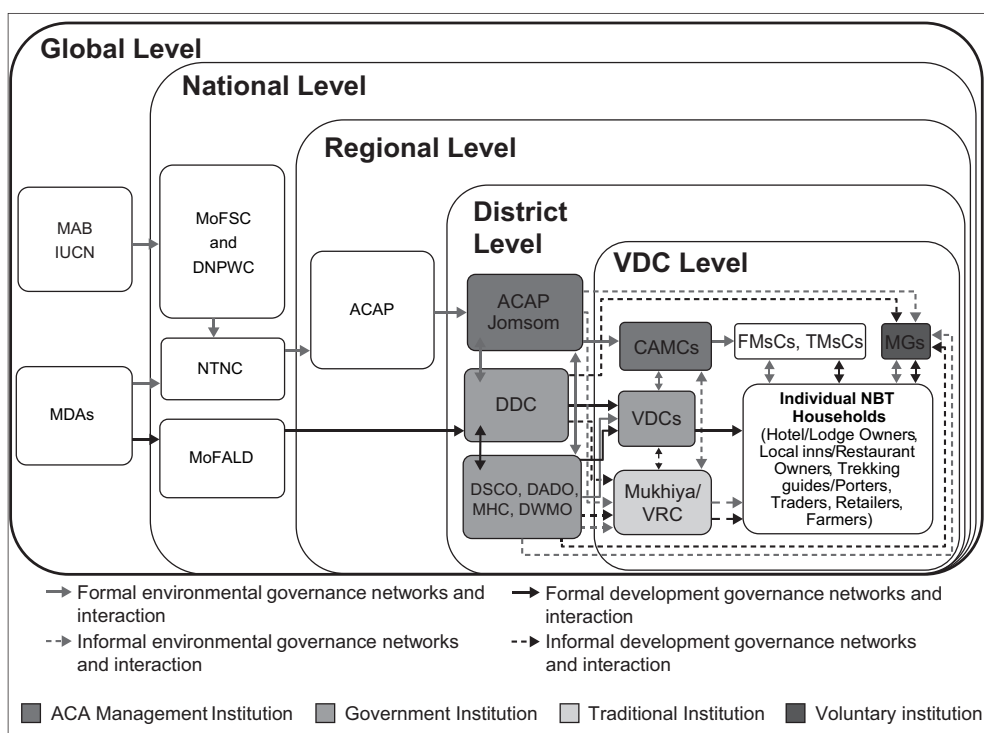 Global Level
National Level
Regional Level
District
Level
VDC Level
MAB
IUCN
MoFSC
and
DNPWC
ACAP
ACAP
Jomsom
CAMCs
FMsCs, TMsCs
MGs
NTNC
MDAs
MoFALD
DDC
VDCs
DSCO, DADO,
MHC, DWMO
Mukhiya/
VRC
Individual NBT
Households
(Hotel/Lodge Owners,
Local inns/Restaurant
Owners, Trekking
guides/Porters,
Traders, Retailers,
Farmers)
Formal environmental governance networks and
interaction
Informal environmental governance networks
and interaction
Formal development governance networks and
interaction
Informal development governance networks
and interaction
ACA Management Institution
Government Institution
Traditional Institution
Voluntary institution